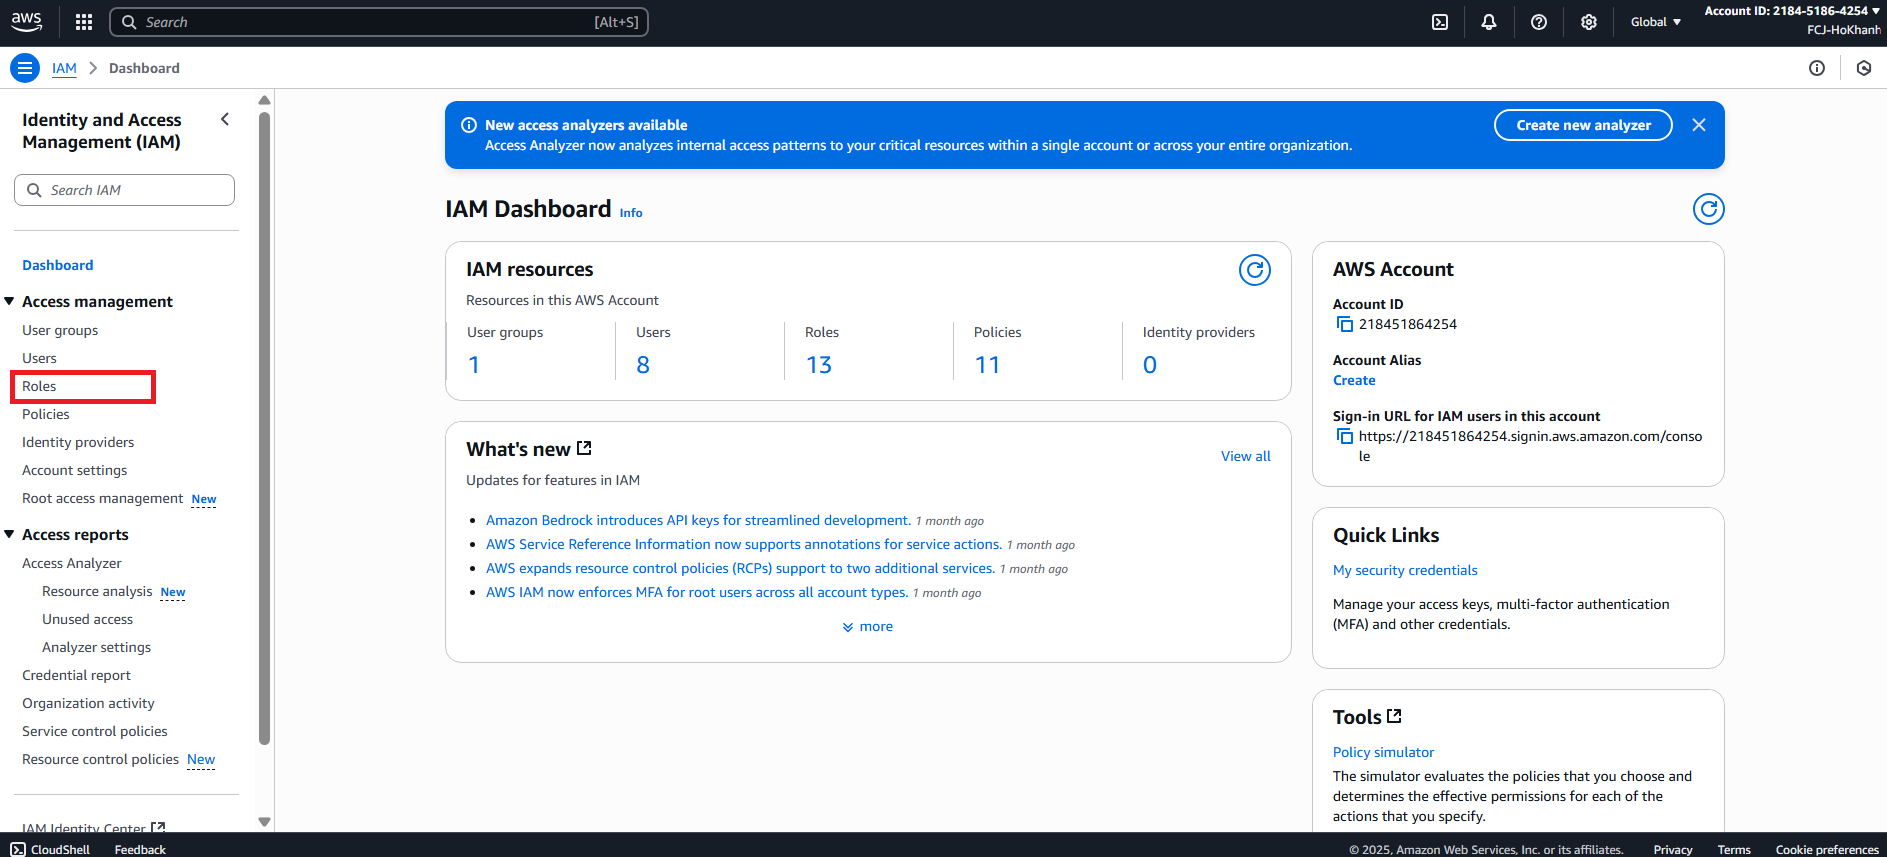 aws
Search
[Alt+S]
Global
Account ID: 2184-5186-4254
FCJ-HoKhanh
IAM
Dashboard
Identity and Access
Management (IAM)
Search IAM
Dashboard
Access management
User groups
Users
Roles
Policies
Identity providers
Account settings
Root access management New
Access reports
Access Analyzer
Resource analysis New
Unused access
Analyzer settings
Credential report
Organization activity
Service control policies
Resource control policies New
IAM Identity Center
New access analyzers available
Access Analyzer now analyzes internal access patterns to your critical resources within a single account or across your entire organization.
Create new analyzer
IAM Dashboard Info
IAM resources
Resources in this AWS Account
User groups
1
Users
8
Roles
13
Policies
11
Identity providers
0
What's new
View all
Updates for features in IAM
Amazon Bedrock introduces API keys for streamlined development. 1 month ago
AWS Service Reference Information now supports annotations for service actions. 1 month ago
AWS expands resource control policies (RCPs) support to two additional services. 1 month ago
AWS IAM now enforces MFA for root users across all account types. 1 month ago
more
AWS Account
Account ID
218451864254
Account Alias
Create
Sign-in URL for IAM users in this account
https://218451864254.signin.aws.amazon.com/conso
le
Quick Links
My security credentials
Manage your access keys, multi-factor authentication
(MFA) and other credentials.
Tools
Policy simulator
The simulator evaluates the policies that you choose and
determines the effective permissions for each of the
actions that you specify.
CloudShell
Feedback
© 2025, Amazon Web Services, Inc. or its affiliates.
Privacy
Terms
Cookie preferences